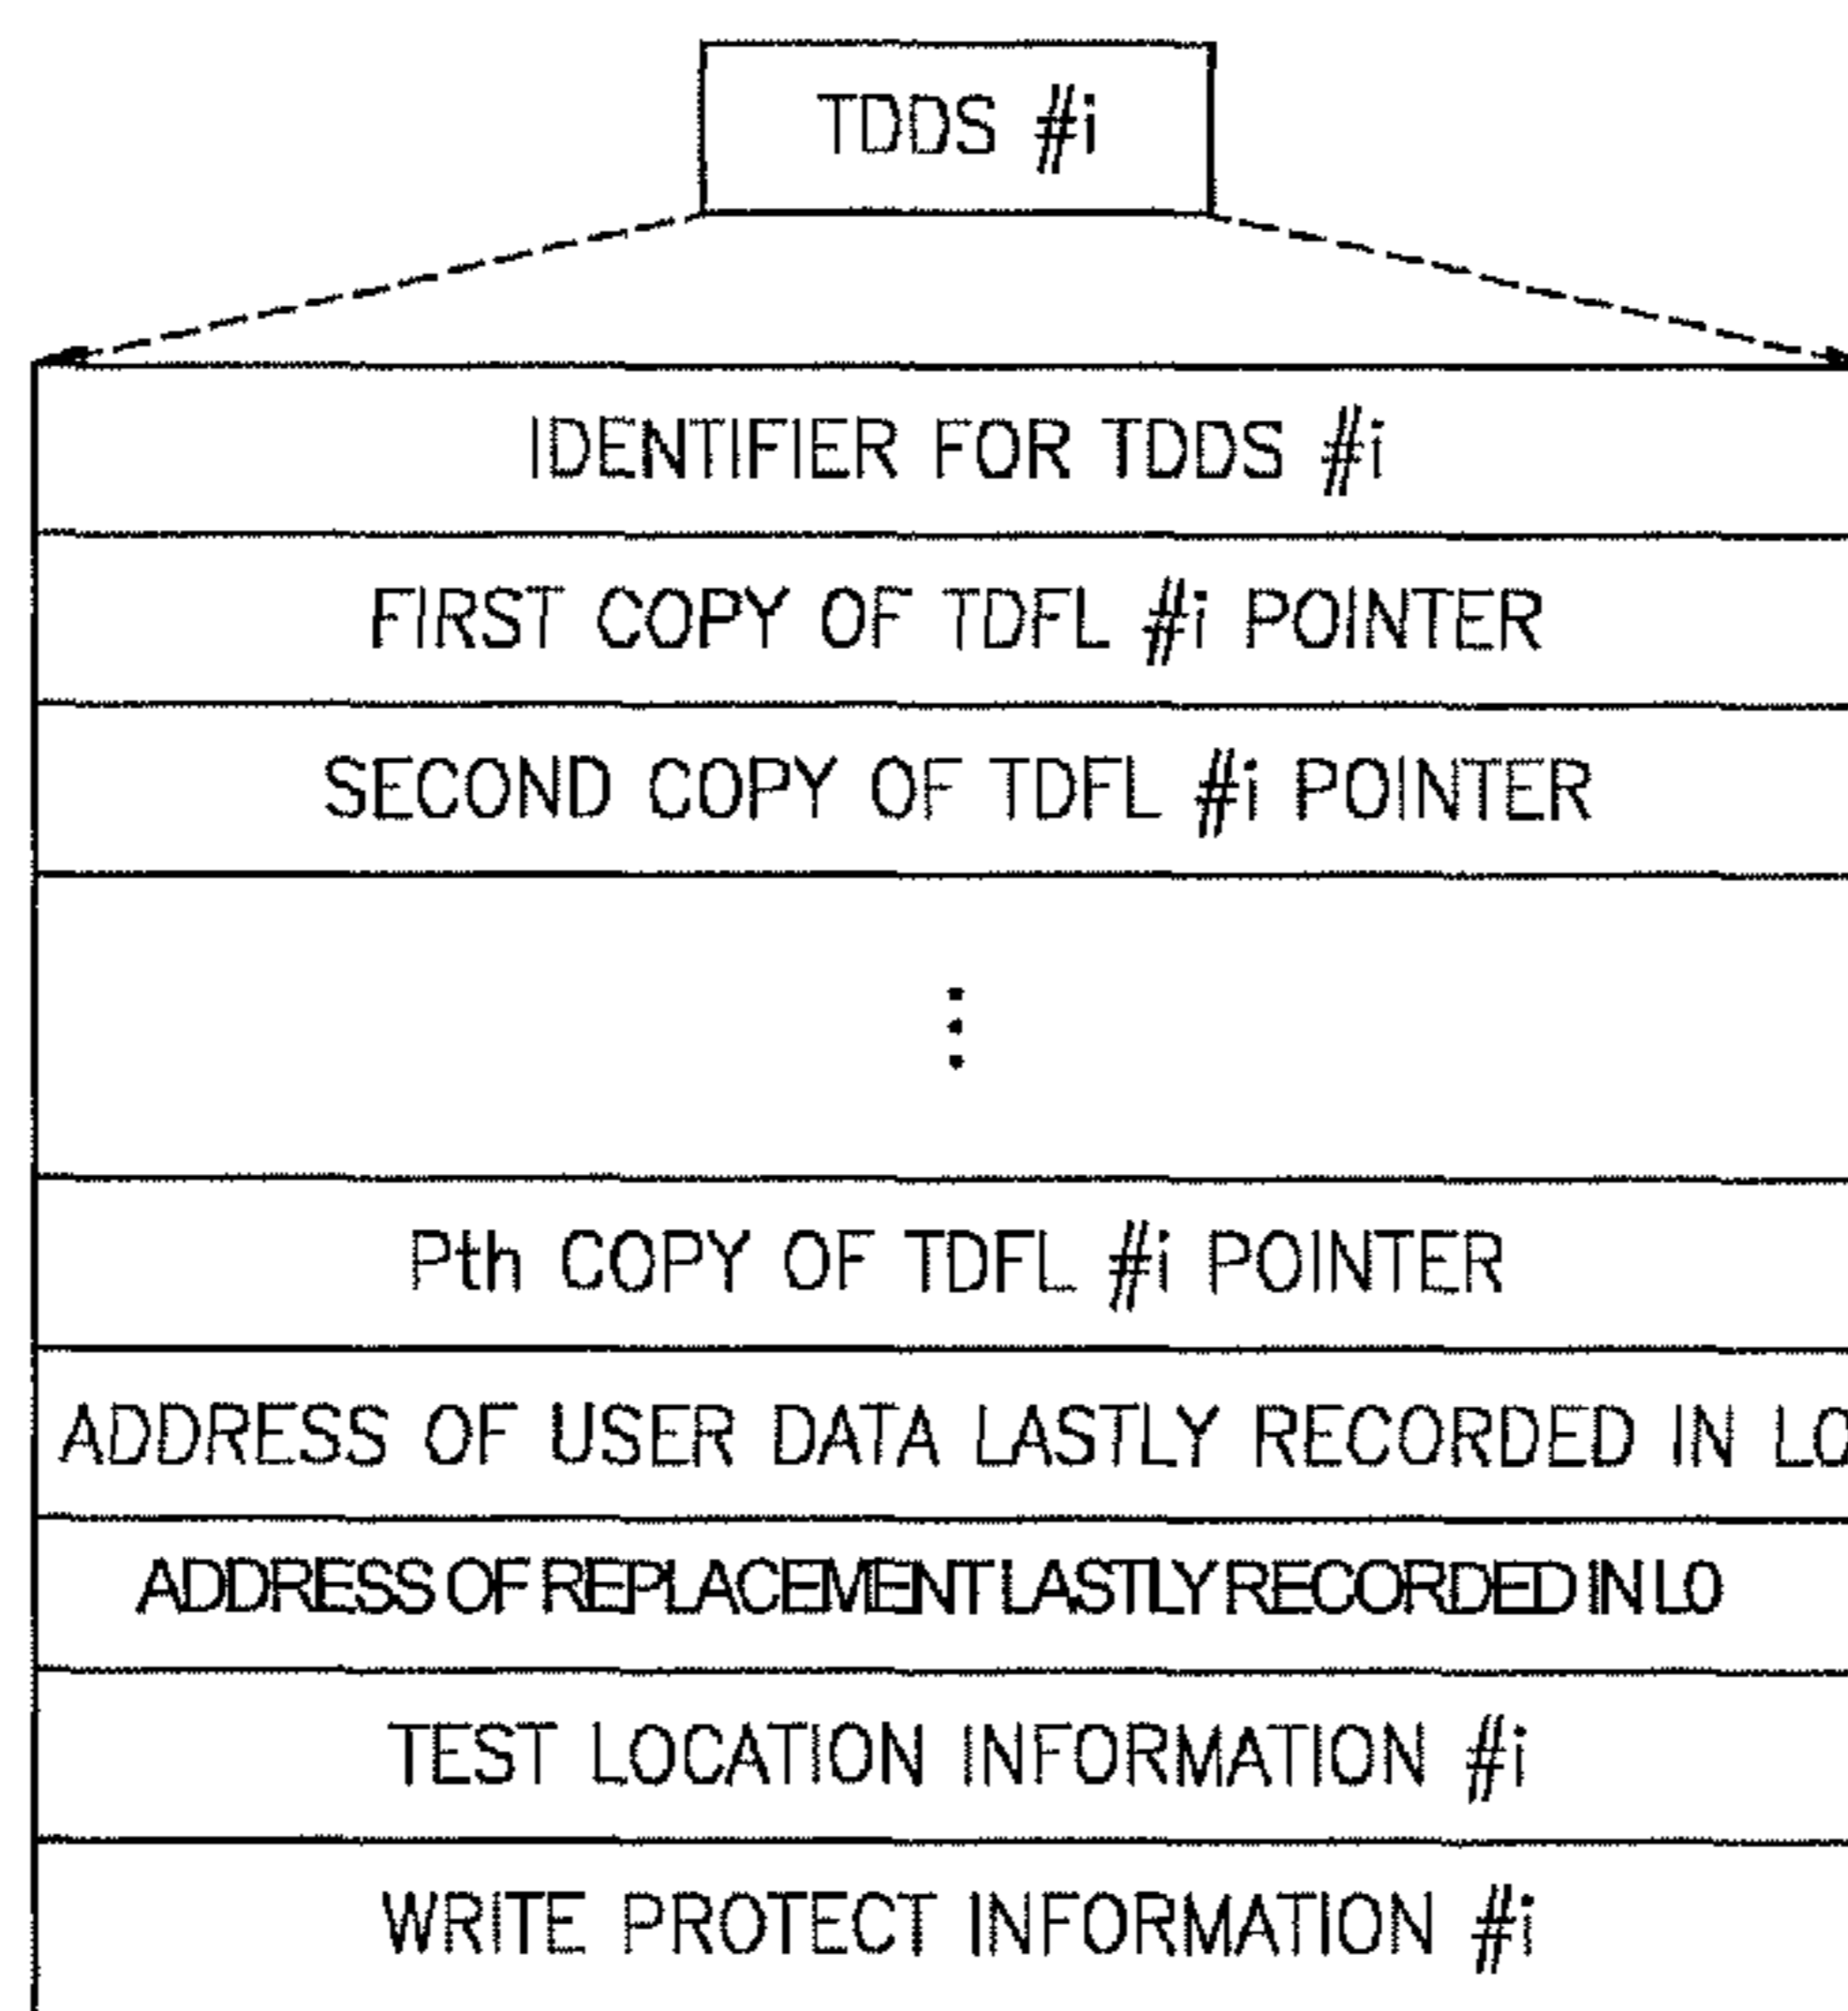 TDDS #i
IDENTIFIER FOR TDDS #i
FIRST COPY OF TDFL #i POINTER
SECOND COPY OF TDFL #i POINTER
⋮
Pth COPY OF TDFL #i POINTER
ADDRESS OF USER DATA LASTLY RECORDED IN L0
ADDRESS OF REPLACEMENT LASTLY RECORDED IN L0
TEST LOCATION INFORMATION #i
WRITE PROTECT INFORMATION #i